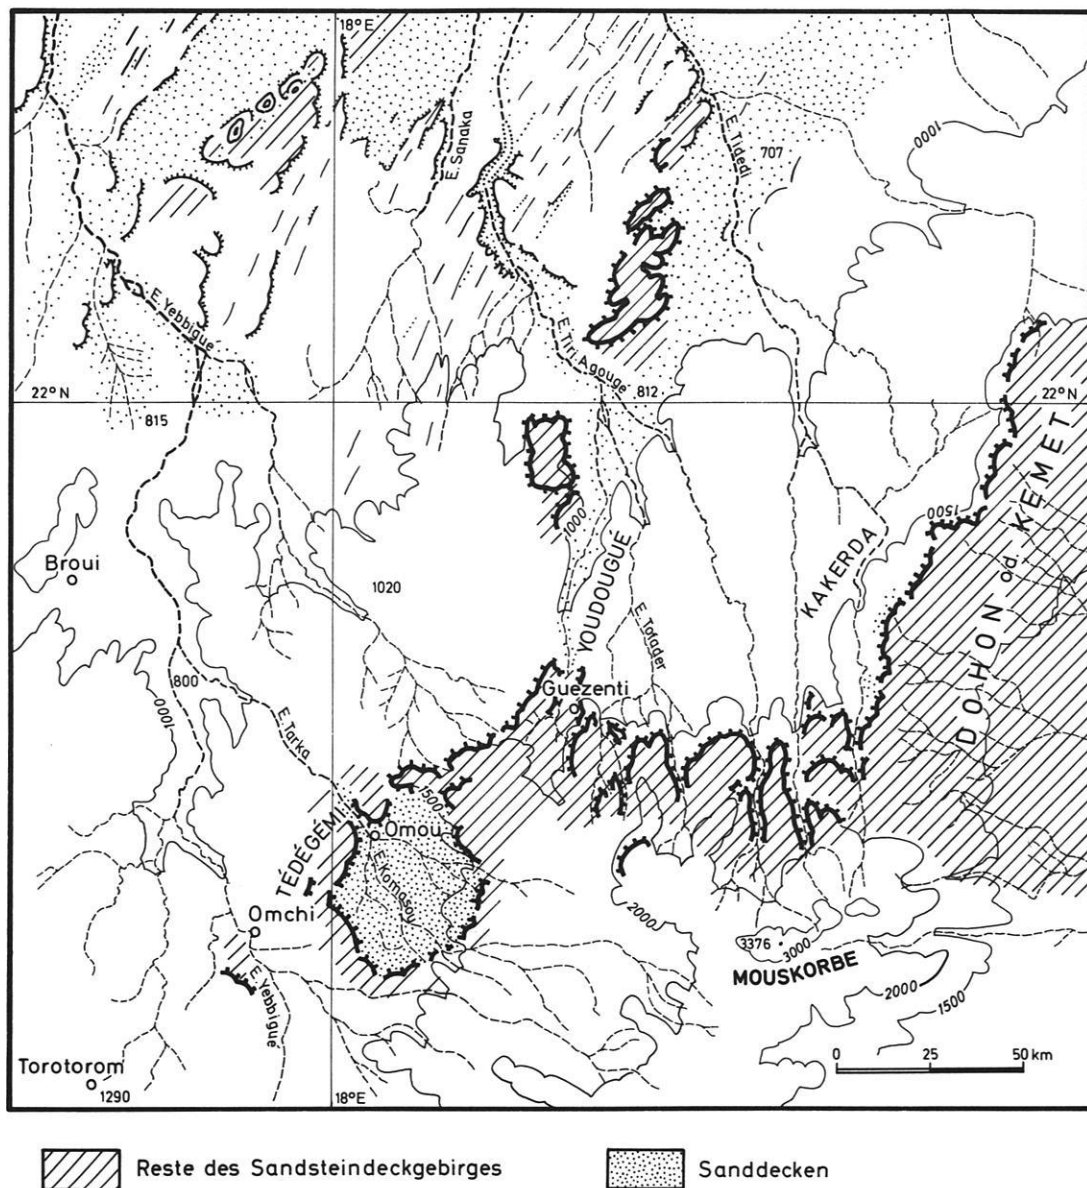 18°E
E. Sanaka
E. Tidedi
707
1000
E. Yebbigue
E. Tiri Agouge
812
22°N
22°N
815
1500
1000
Broui
1020
KAKERDA
DOHON od. KEMET
YOUDOUGUE
E. Tofader
800
1000
Guezenti
E. Tarka
1500
Omou
TÉDÉGÉMI
Omchi
2000
3376
3000
MOUSKORBE
E. Yebbigue
2000
1500
Torotorom
1290
18°E
0 25 50 km
Reste des Sandsteindeckgebirges
Sanddecken